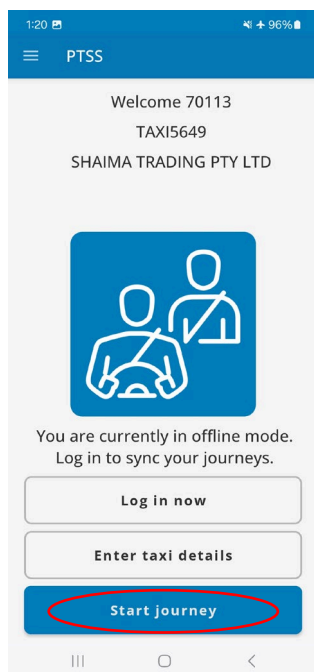 1:20 96%
PTSS
Welcome 70113
TAXI5649
SHAIMA TRADING PTY LTD
You are currently in offline mode.
Log in to sync your journeys.
Log in now
Enter taxi details
Start journey